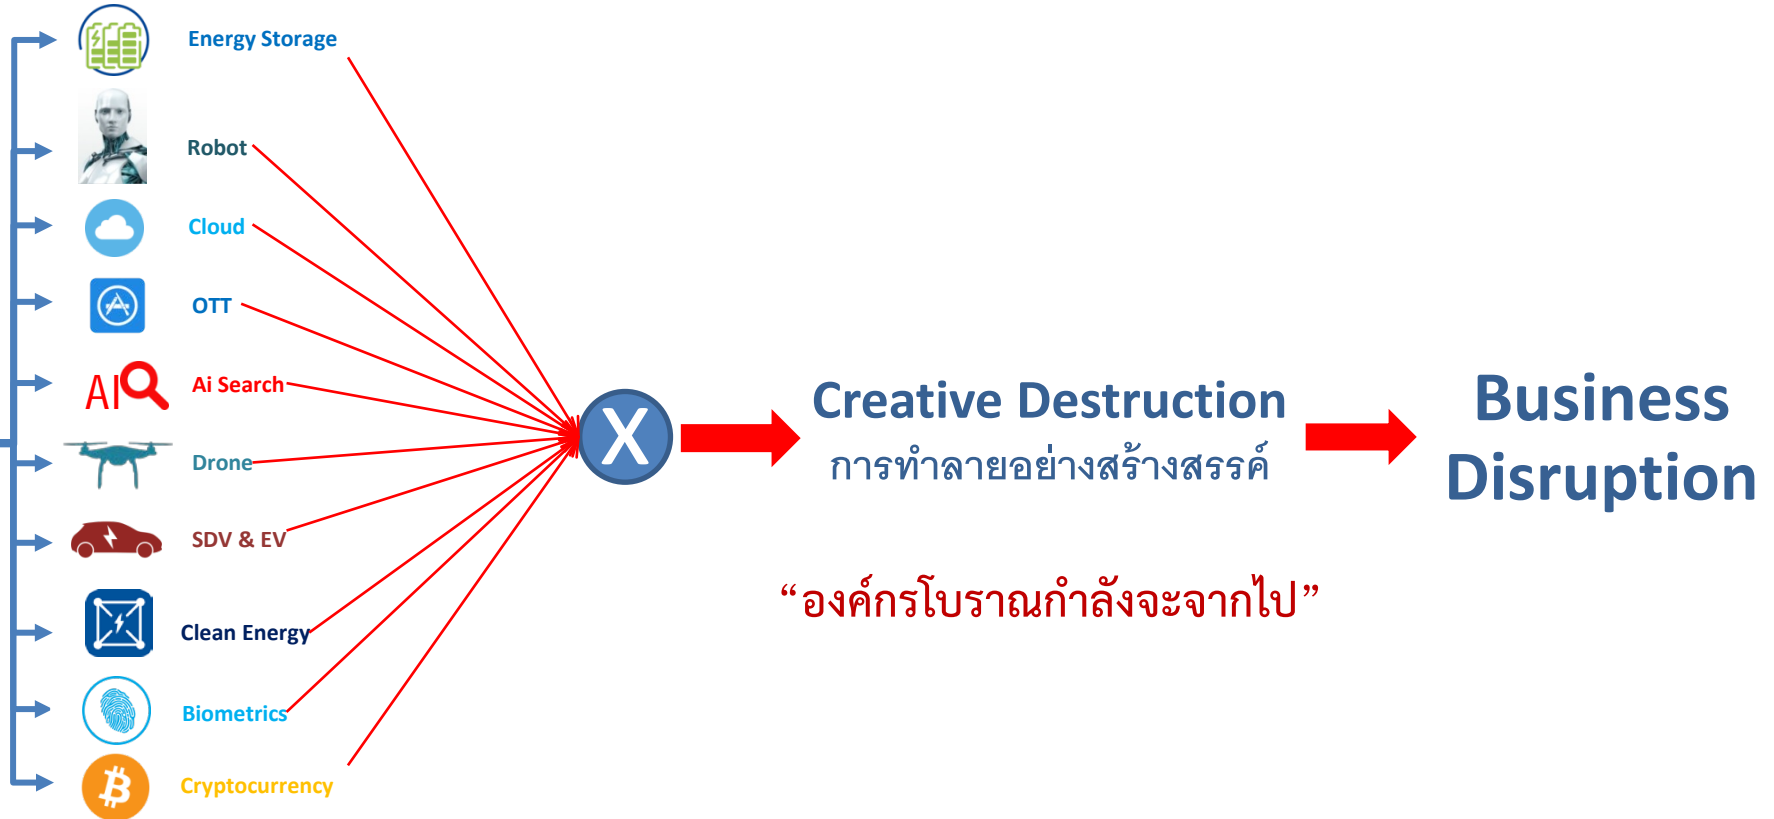 Energy Storage
Robot
Cloud
OTT
AI
Ai Search
Drone
SDV & EV
Clean Energy
Biometrics
Cryptocurrency
X
Creative Destruction
การทำลายอย่างสร้างสรรค์
“องค์กรโบราณกำลังจะจากไป”
Business
Disruption